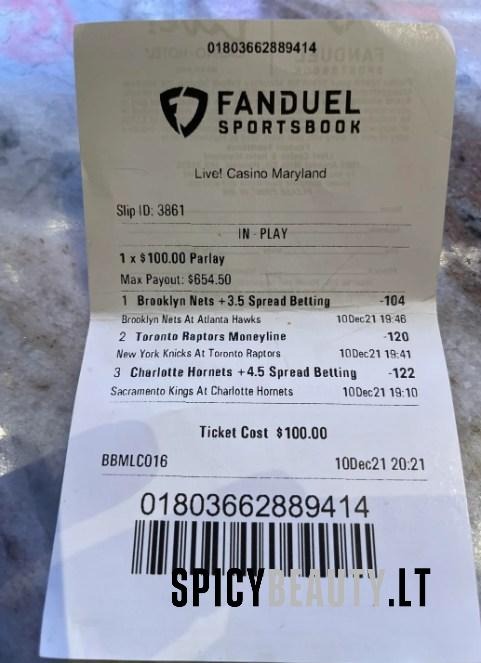 01803662889414
FANDUEL
SPORTSBOOK
Live! Casino Maryland
Slip ID: 3861
IN-PLAY
1 x $100.00 Parlay
Max Payout: $654.50
1 Brooklyn Nets +3.5 Spread Betting -104
Brooklyn Nets At Atlanta Hawks 10Dec21 19:46
2 Toronto Raptors Moneyline -120
New York Knicks At Toronto Raptors 10Dec21 19:41
3 Charlotte Hornets +4.5 Spread Betting -122
Sacramento Kings At Charlotte Hornets 10Dec21 19:10
Ticket Cost $100.00
BBMLC016 10Dec21 20:21
01803662889414
SPICYBEAUTY.LT